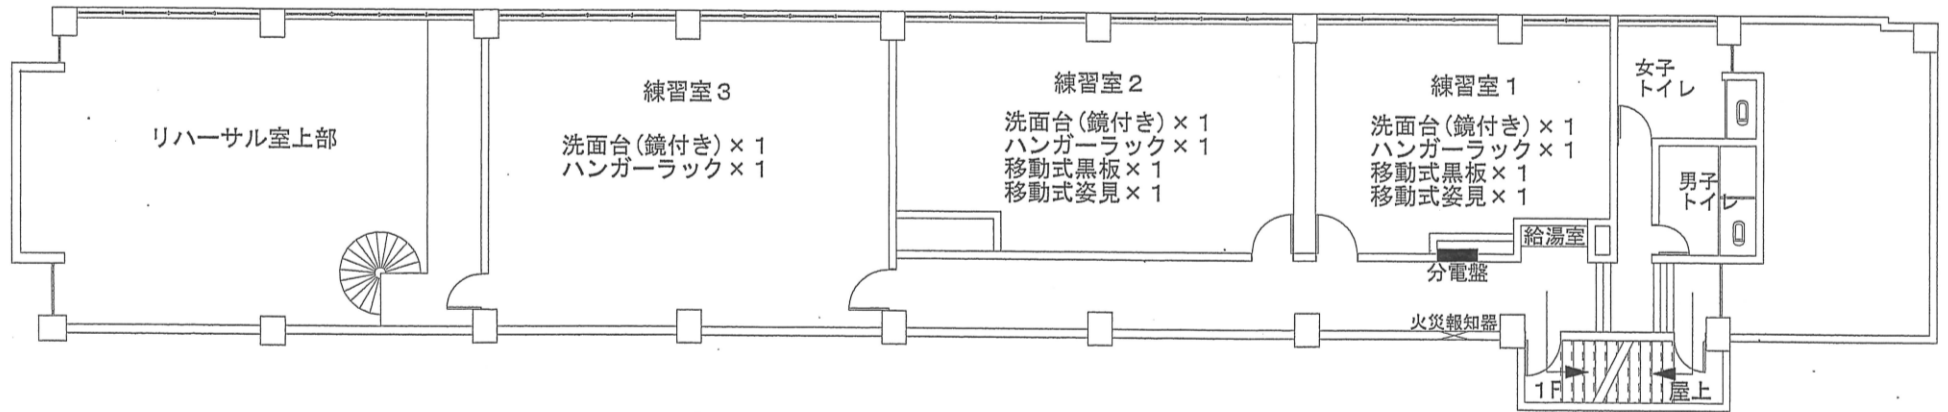 リハーサル室上部
練習室3
洗面台(鏡付き)×1
ハンガーラック×1
練習室2
洗面台(鏡付き)×1
ハンガーラック×1
移動式黒板×1
移動式姿見×1
練習室1
洗面台(鏡付き)×1
ハンガーラック×1
移動式黒板×1
移動式姿見×1
女子
トイレ
男子
トイレ
給湯室
分電盤
火災報知器
1F
屋上